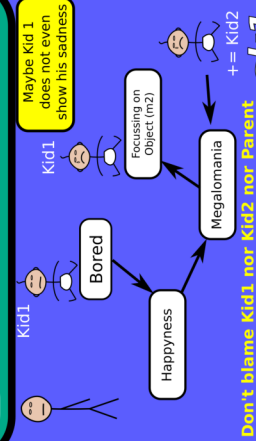 Maybe Kid 1
does not even
show his sadness
Kid1
Bored
Happyness
Kid1
Focussing on
Object (m2)
Megalomania
+= Kid2
Don't blame Kid1 nor Kid2 nor Parent